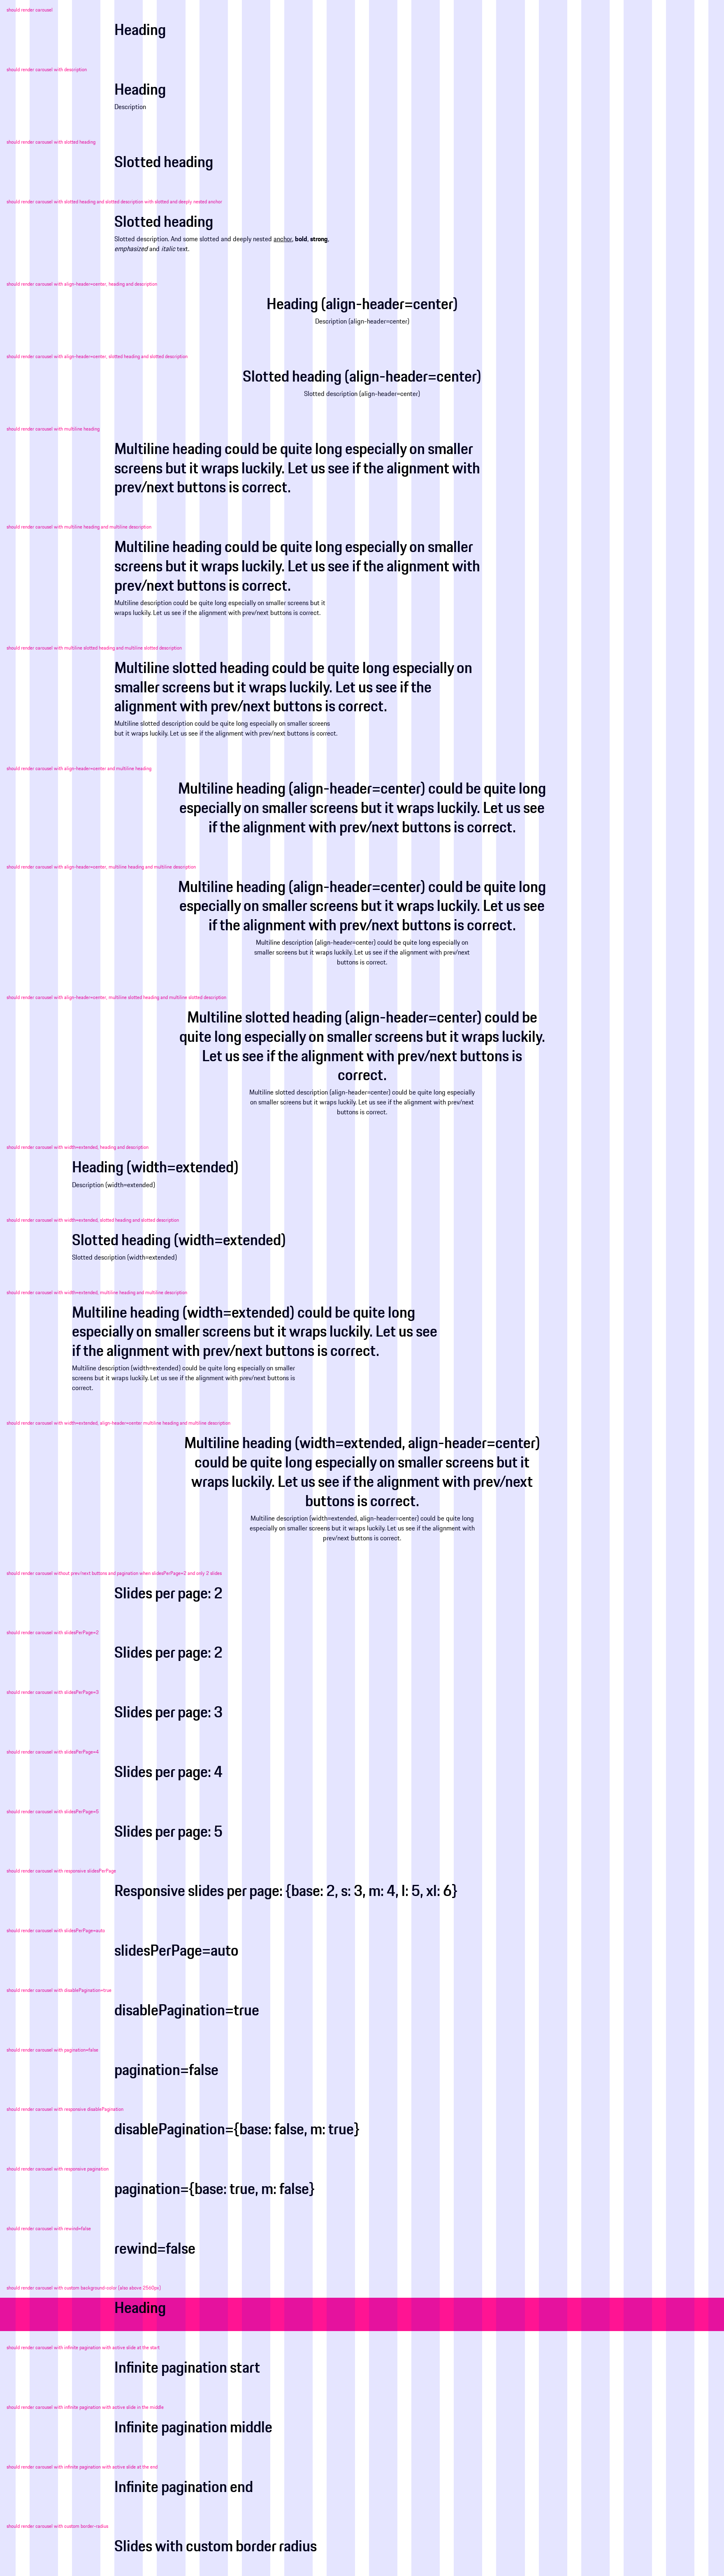 should render carousel
Heading
should render carousel with description
Heading
Description
should render carousel with slotted heading
Slotted heading
should render carousel with slotted heading and slotted description with slotted and deeply nested anchor
Slotted heading
Slotted description. And some slotted and deeply nested anchor, bold, strong,
emphasized and italic text.
should render carousel with align-header=center, heading and description
Heading (align-header=center)
Description (align-header=center)
should render carousel with align-header=center, slotted heading and slotted description
Slotted heading (align-header=center)
Slotted description (align-header=center)
should render carousel with multiline heading
Multiline heading could be quite long especially on smaller
screens but it wraps luckily. Let us see if the alignment with
prev/next buttons is correct.
should render carousel with multiline heading and multiline description
Multiline heading could be quite long especially on smaller
screens but it wraps luckily. Let us see if the alignment with
prev/next buttons is correct.
Multiline description could be quite long especially on smaller screens but it
wraps luckily. Let us see if the alignment with prev/next buttons is correct.
should render carousel with multiline slotted heading and multiline slotted description
Multiline slotted heading could be quite long especially on
smaller screens but it wraps luckily. Let us see if the
alignment with prev/next buttons is correct.
Multiline slotted description could be quite long especially on smaller screens
but it wraps luckily. Let us see if the alignment with prev/next buttons is correct.
should render carousel with align-header=center and multiline heading
Multiline heading (align-header=center) could be quite long
especially on smaller screens but it wraps luckily. Let us see
if the alignment with prev/next buttons is correct.
should render carousel with align-header=center, multiline heading and multiline description
Multiline heading (align-header=center) could be quite long
especially on smaller screens but it wraps luckily. Let us see
if the alignment with prev/next buttons is correct.
Multiline description (align-header=center) could be quite long especially on
smaller screens but it wraps luckily. Let us see if the alignment with prev/next
buttons is correct.
should render carousel with align-header=center, multiline slotted heading and multiline slotted description
Multiline slotted heading (align-header=center) could be
quite long especially on smaller screens but it wraps luckily.
Let us see if the alignment with prev/next buttons is
correct.
Multiline slotted description (align-header=center) could be quite long especially
on smaller screens but it wraps luckily. Let us see if the alignment with prev/next
buttons is correct.
should render carousel with width=extended, heading and description
Heading (width=extended)
Description (width=extended)
should render carousel with width=extended, slotted heading and slotted description
Slotted heading (width=extended)
Slotted description (width=extended)
should render carousel with width=extended, multiline heading and multiline description
Multiline heading (width=extended) could be quite long
especially on smaller screens but it wraps luckily. Let us see
if the alignment with prev/next buttons is correct.
Multiline description (width=extended) could be quite long especially on smaller
screens but it wraps luckily. Let us see if the alignment with prev/next buttons is
correct.
should render carousel with width=extended, align-header=center multiline heading and multiline description
Multiline heading (width=extended, align-header=center)
could be quite long especially on smaller screens but it
wraps luckily. Let us see if the alignment with prev/next
buttons is correct.
Multiline description (width=extended, align-header=center) could be quite long
especially on smaller screens but it wraps luckily. Let us see if the alignment with
prev/next buttons is correct.
should render carousel without prev/next buttons and pagination when slidesPerPage=2 and only 2 slides
Slides per page: 2
should render carousel with slidesPerPage=2
Slides per page: 2
should render carousel with slidesPerPage=3
Slides per page: 3
should render carousel with slidesPerPage=4
Slides per page: 4
should render carousel with slidesPerPage=5
Slides per page: 5
should render carousel with responsive slidesPerPage
Responsive slides per page: {base: 2, s: 3, m: 4, l: 5, xl: 6}
should render carousel with slidesPerPage=auto
slidesPerPage=auto
should render carousel with disablePagination=true
disablePagination=true
should render carousel with pagination=false
pagination=false
should render carousel with responsive disablePagination
disablePagination={base: false, m: true}
should render carousel with responsive pagination
pagination={base: true, m: false}
should render carousel with rewind=false
rewind=false
should render carousel with custom background-color (also above 2560px)
Heading
should render carousel with infinite pagination with active slide at the start
Infinite pagination start
should render carousel with infinite pagination with active slide in the middle
Infinite pagination middle
should render carousel with infinite pagination with active slide at the end
Infinite pagination end
should render carousel with custom border-radius
Slides with custom border radius